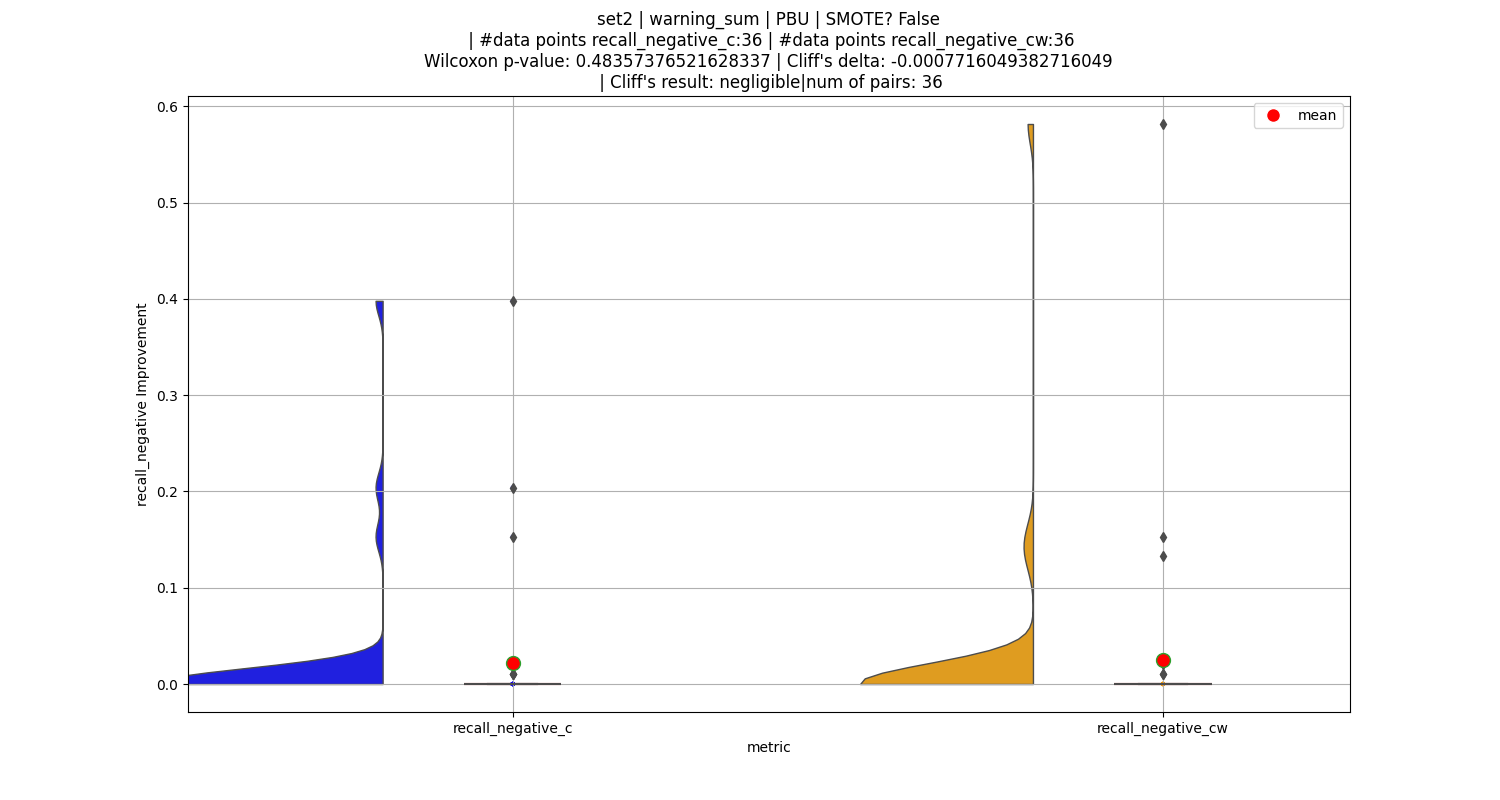 set2 | warning_sum | PBU | SMOTE? False
| #data points recall_negative_c:36 | #data points recall_negative_cw:36
Wilcoxon p-value: 0.48357376521628337 | Cliff's delta: -0.0007716049382716049
| Cliff's result: negligible|num of pairs: 36
mean
0.6
0.5
0.4
0.3
0.2
0.1
0.0
recall_negative Improvement
recall_negative_c
recall_negative_cw
metric